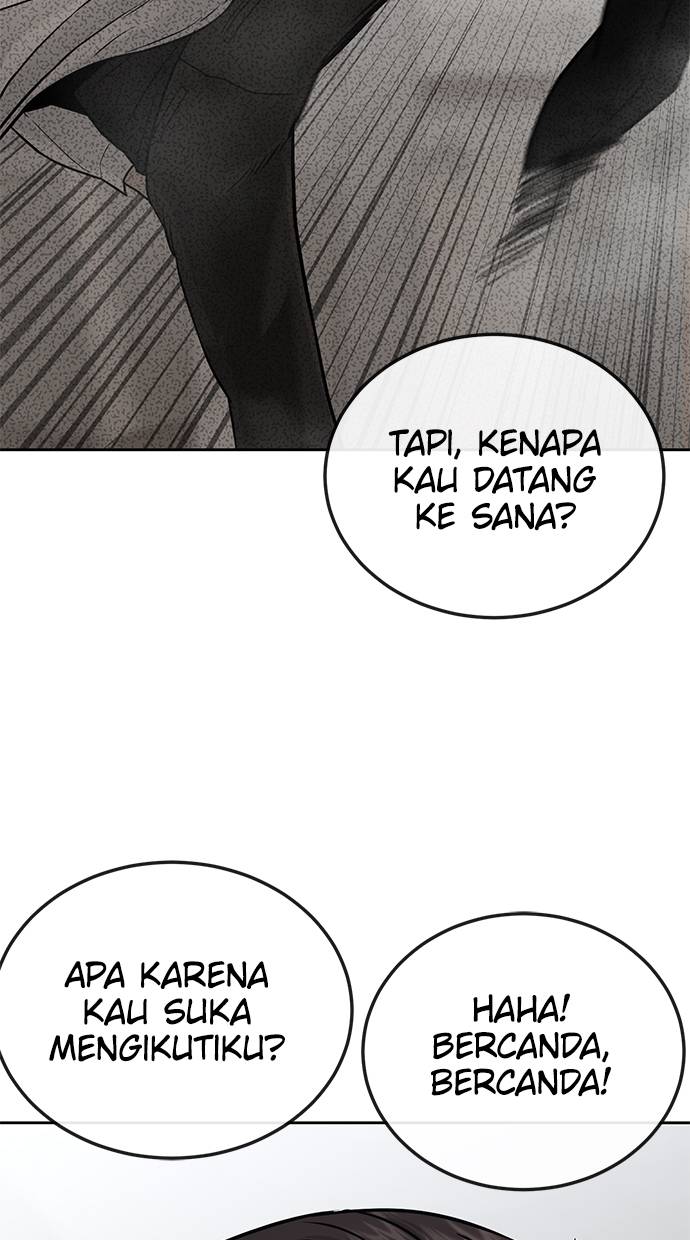 TAPI, KENAPA
KAU DATANG
KE SANA?
APA KARENA
KAU SUKA
MENGIKUTIKU?
HAHA!
BERCANDA,
BERCANDA!